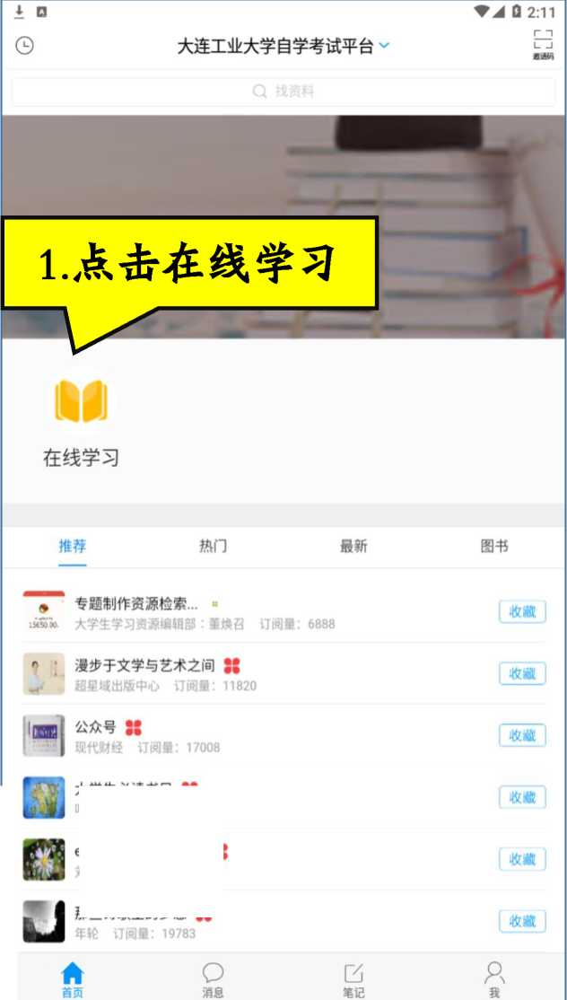 2:11
大连工业大学自学考试平台
邀请码
找资料
1.点击在线学习
在线学习
推荐 热门 最新 图书
专题制作资源检索...
大学生学习资源编辑部：董焕召 订阅量：6888
收藏
漫步于文学与艺术之间
超星域出版中心 订阅量：11820
收藏
公众号
现代财经 订阅量：17008
收藏
收藏
收藏
年轮 订阅量：19783
收藏
首页 消息 笔记 我